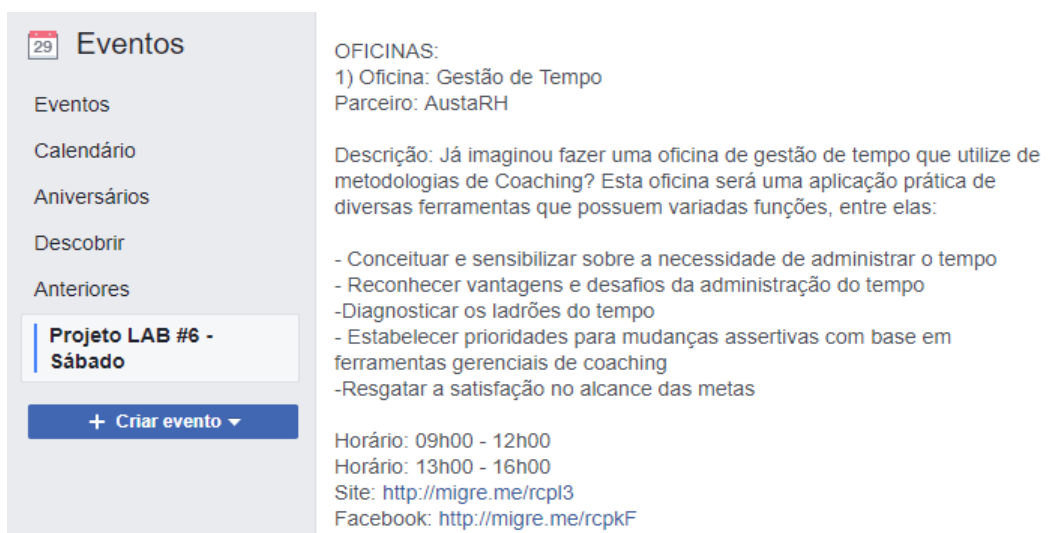 29 Eventos
Eventos
Calendário
Aniversários
Descobrir
Anteriores
Projeto LAB #6 -
Sábado
+ Criar evento
OFICINAS:
1) Oficina: Gestão de Tempo
Parceiro: AustaRH
Descrição: Já imaginou fazer uma oficina de gestão de tempo que utilize de
metodologias de Coaching? Esta oficina será uma aplicação prática de
diversas ferramentas que possuem variadas funções, entre elas:
- Conceituar e sensibilizar sobre a necessidade de administrar o tempo
- Reconhecer vantagens e desafios da administração do tempo
-Diagnosticar os ladrões do tempo
- Estabelecer prioridades para mudanças assertivas com base em
ferramentas gerenciais de coaching
-Resgatar a satisfação no alcance das metas
Horário: 09h00 - 12h00
Horário: 13h00 - 16h00
Site: http://migre.me/rcpl3
Facebook: http://migre.me/rcpkF